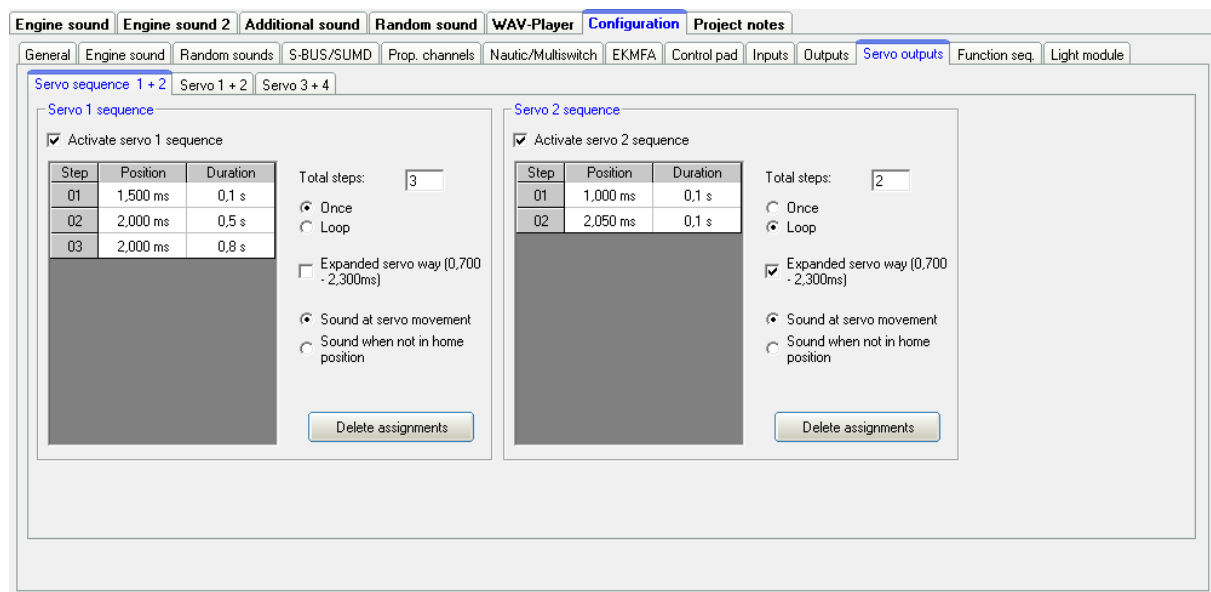 Engine sound Engine sound 2 Additional sound Random sound WAV-Player Configuration Project notes
General Engine sound Random sounds S-BUS/SUMD Prop. channels Nautic/Multiswitch EKMFA Control pad Inputs Outputs Servo outputs Function seq. Light module
Servo sequence 1 + 2 Servo 1 + 2 Servo 3 + 4
Servo 1 sequence
Activate servo 1 sequence
Step Position Duration
01 1,500 ms 0,1 s
02 2,000 ms 0,5 s
03 2,000 ms 0,8 s
Total steps: 3
Once
Loop
Expanded servo way (0,700
- 2,300ms)
Sound at servo movement
Sound when not in home
position
Delete assignments
Servo 2 sequence
Activate servo 2 sequence
Step Position Duration
01 1,000 ms 0,1 s
02 2,050 ms 0,1 s
Total steps: 2
Once
Loop
Expanded servo way (0,700
- 2,300ms)
Sound at servo movement
Sound when not in home
position
Delete assignments